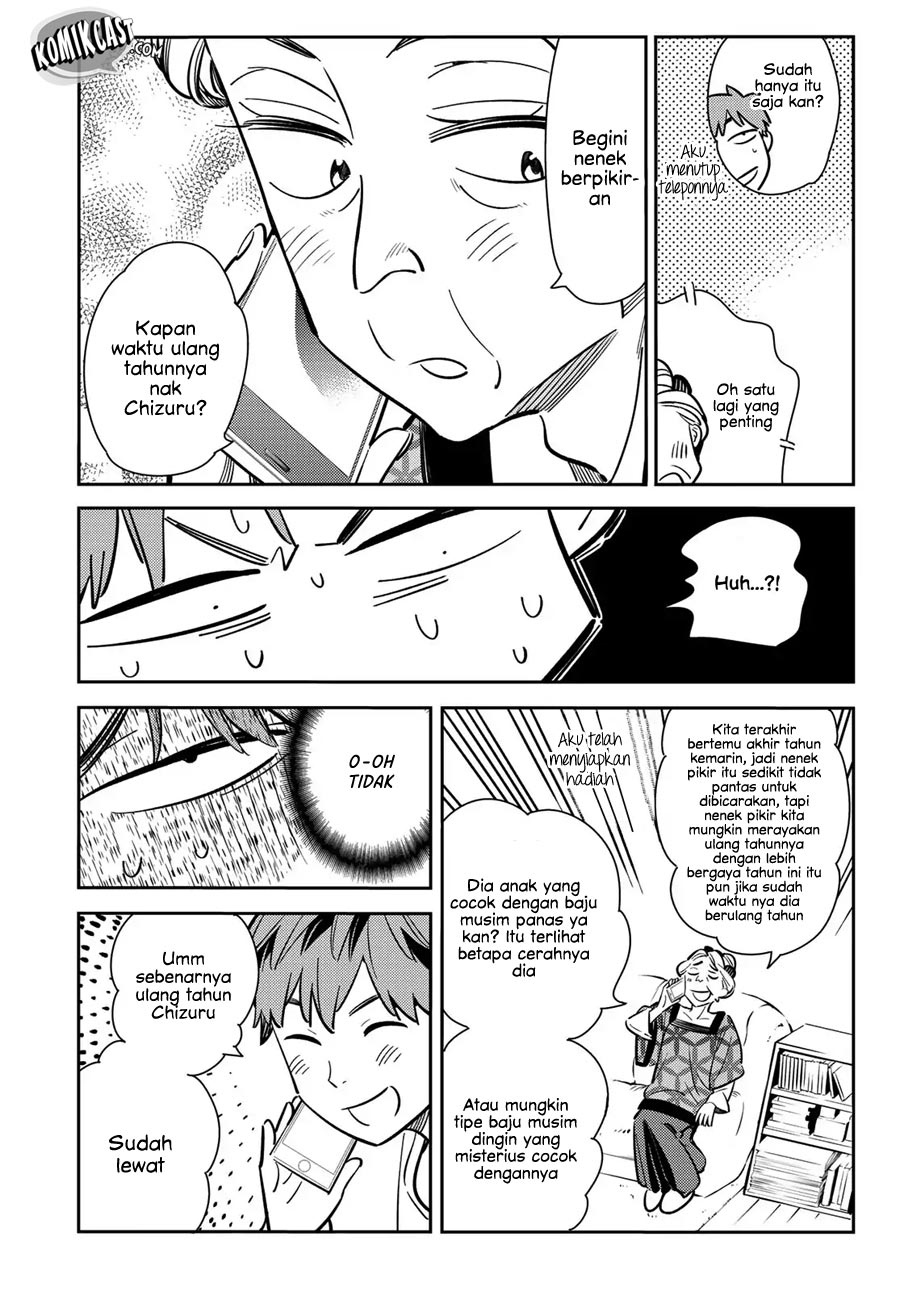 KOMIKCAST
.COM
Sudah
hanya itu
saja kan?
Aku
menutup
teleponnya
Oh satu
lagi yang
penting
Begini
nenek
berpikir-
an
Kapan
waktu ulang
tahunnya
nak
Chizuru?
Huh...?!
Kita terakhir
bertemu akhir tahun
kemarin, jadi nenek
pikir itu sedikit tidak
pantas untuk
dibicarakan, tapi
nenek pikir kita
mungkin merayakan
ulang tahunnya
dengan lebih
bergaya tahun ini itu
pun jika sudah
waktu nya dia
berulang tahun
Aku telah
menyiapkan
hadiah
Dia anak yang
cocok dengan baju
musim panas ya
kan? Itu terlihat
betapa cerahnya
dia
Atau mungkin
tipe baju musim
dingin yang
misterius cocok
dengannya
O-OH
TIDAK
Umm
sebenarnya
ulang tahun
Chizuru
Sudah
lewat